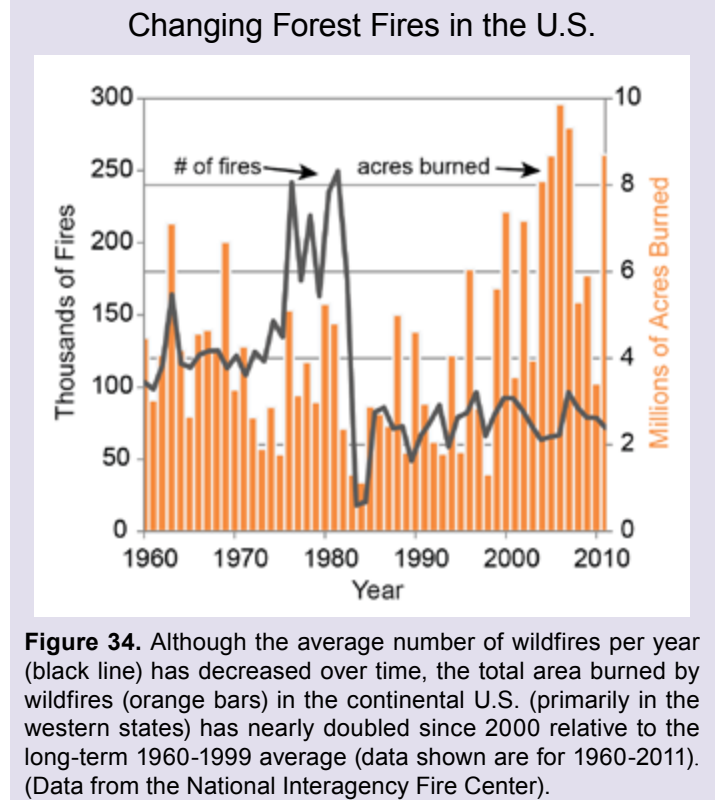 Changing Forest Fires in the U.S.
300
250
200
150
100
50
0
10
8
6
4
2
0
# of fires
acres burned
Thousands of Fires
Millions of Acres Burned
1960 1970 1980 1990 2000 2010
Year
Figure 34. Although the average number of wildfires per year
(black line) has decreased over time, the total area burned by
wildfires (orange bars) in the continental U.S. (primarily in the
western states) has nearly doubled since 2000 relative to the
long-term 1960-1999 average (data shown are for 1960-2011).
(Data from the National Interagency Fire Center).